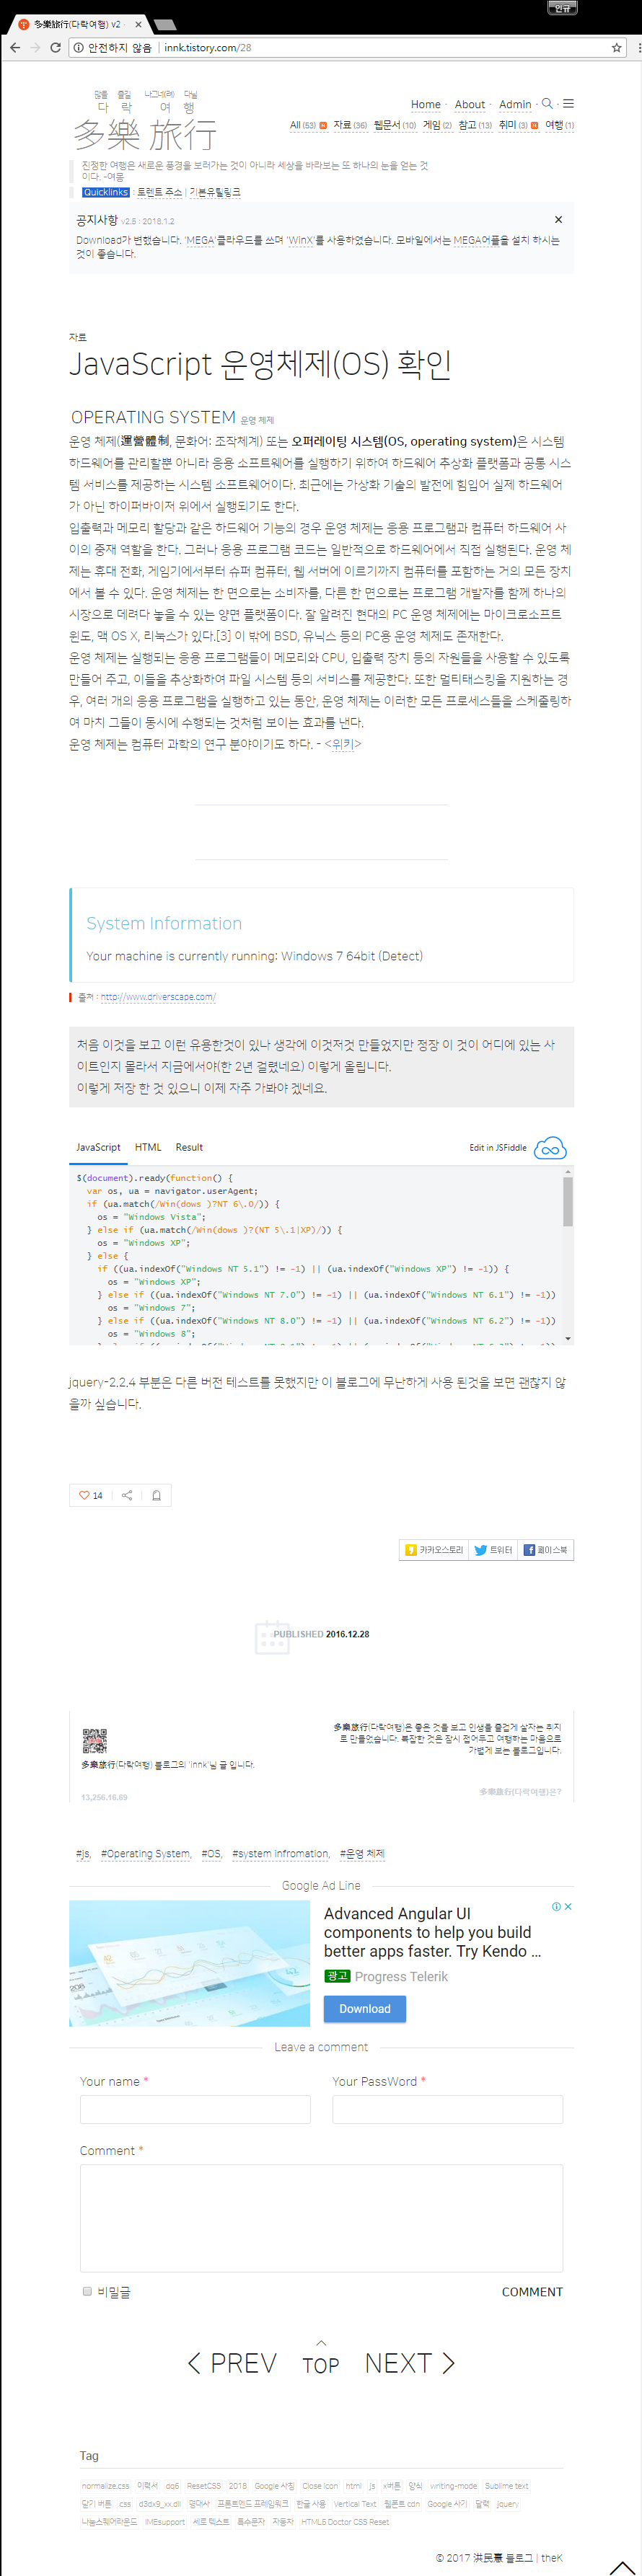 민규
多樂旅行(다락여행) v2
안전하지 않음 | innk.tistory.com/28
많을 즐길 나그네(려) 다닐
다 락 여 행
多樂 旅行
Home · About · Admin
All (53) 자료 (36) 웹문서 (10) 게임 (2) 참고 (13) 취미 (3) 여행 (1)
진정한 여행은 새로운 풍경을 보러가는 것이 아니라 세상을 바라보는 또 하나의 눈을 얻는 것
이다. -여몽
Quicklinks : 토렌트 주소 | 기본유틸링크
공지사항 v2.5 : 2018.1.2
Download가 변했습니다. 'MEGA'클라우드를 쓰며 'WinX'를 사용하였습니다. 모바일에서는 MEGA어플을 설치 하시는
것이 좋습니다.
자료
JavaScript 운영체제(OS) 확인
OPERATING SYSTEM 운영 체제
운영 체제(運營體制, 문화어: 조작체계) 또는 오퍼레이팅 시스템(OS, operating system)은 시스템
하드웨어를 관리할뿐 아니라 응용 소프트웨어를 실행하기 위하여 하드웨어 추상화 플랫폼과 공통 시스
템 서비스를 제공하는 시스템 소프트웨어이다. 최근에는 가상화 기술의 발전에 힘입어 실제 하드웨어
가 아닌 하이퍼바이저 위에서 실행되기도 한다.
입출력과 메모리 할당과 같은 하드웨어 기능의 경우 운영 체제는 응용 프로그램과 컴퓨터 하드웨어 사
이의 중재 역할을 한다. 그러나 응용 프로그램 코드는 일반적으로 하드웨어에서 직접 실행된다. 운영 체
제는 휴대 전화, 게임기에서부터 슈퍼 컴퓨터, 웹 서버에 이르기까지 컴퓨터를 포함하는 거의 모든 장치
에서 볼 수 있다. 운영 체제는 한 면으로는 소비자를, 다른 한 면으로는 프로그램 개발자를 함께 하나의
시장으로 데려다 놓을 수 있는 양면 플랫폼이다. 잘 알려진 현대의 PC 운영 체제에는 마이크로소프트
윈도, 맥 OS X, 리눅스가 있다.[3] 이 밖에 BSD, 유닉스 등의 PC용 운영 체제도 존재한다.
운영 체제는 실행되는 응용 프로그램들이 메모리와 CPU, 입출력 장치 등의 자원들을 사용할 수 있도록
만들어 주고, 이들을 추상화하여 파일 시스템 등의 서비스를 제공한다. 또한 멀티태스킹을 지원하는 경
우, 여러 개의 응용 프로그램을 실행하고 있는 동안, 운영 체제는 이러한 모든 프로세스들을 스케줄링하
여 마치 그들이 동시에 수행되는 것처럼 보이는 효과를 낸다.
운영 체제는 컴퓨터 과학의 연구 분야이기도 하다. - <위키>
System Information
Your machine is currently running: Windows 7 64bit (Detect)
출저 : http://www.driverscape.com/
처음 이것을 보고 이런 유용한것이 있나 생각에 이것저것 만들었지만 정장 이 것이 어디에 있는 사
이트인지 몰라서 지금에서야(한 2년 걸렸네요) 이렇게 올립니다.
이렇게 저장 한 것 있으니 이제 자주 가봐야 겠네요.
JavaScript HTML Result Edit in JSFiddle
$(document).ready(function() {
var os, ua = navigator.userAgent;
if (ua.match(/Win(dows )?NT 6\.0/)) {
os = "Windows Vista";
} else if (ua.match(/Win(dows )?(NT 5\.1|XP)/)) {
os = "Windows XP";
} else {
if ((ua.indexOf("Windows NT 5.1") != -1) || (ua.indexOf("Windows XP") != -1)) {
os = "Windows XP";
} else if ((ua.indexOf("Windows NT 7.0") != -1) || (ua.indexOf("Windows NT 6.1") != -1))
os = "Windows 7";
} else if ((ua.indexOf("Windows NT 8.0") != -1) || (ua.indexOf("Windows NT 6.2") != -1))
os = "Windows 8";
jquery-2.2.4 부분은 다른 버전 테스트를 못했지만 이 블로그에 무난하게 사용 된것을 보면 괜찮지 않
을까 싶습니다.
14
카카오스토리 트위터 페이스북
PUBLISHED 2016.12.28
多樂旅行(다락여행)은 좋은 것을 보고 인생을 즐겁게 살자는 취지
로 만들었습니다. 복잡한 것은 잠시 접어두고 여행하는 마음으로
가볍게 보는 블로그입니다.
多樂旅行(다락여행) 블로그의 'innk'님 글 입니다.
多樂旅行(다락여행)은?
13,256.16.69
#js, #Operating System, #OS, #system infromation, #운영 체제
Google Ad Line
Advanced Angular UI
components to help you build
better apps faster. Try Kendo ...
광고 Progress Telerik
Download
Leave a comment
Your name * Your PassWord *
Comment *
비밀글 COMMENT
PREV TOP NEXT
Tag
normalize.css 이력서 dq6 ResetCSS 2018 Google 사칭 Close icon html js x버튼 양식 writing-mode Sublime text
닫기 버튼 css d3dx9_xx.dll 명대사 프론트엔드 프레임워크 한글 사용 Vertical Text 웹폰트 cdn Google 사기 달력 jquery
나눔스퀘어라운드 IMEsupport 세로 텍스트 특수문자 자동차 HTML5 Doctor CSS Reset
© 2017 洪民憲 블로그 | theK